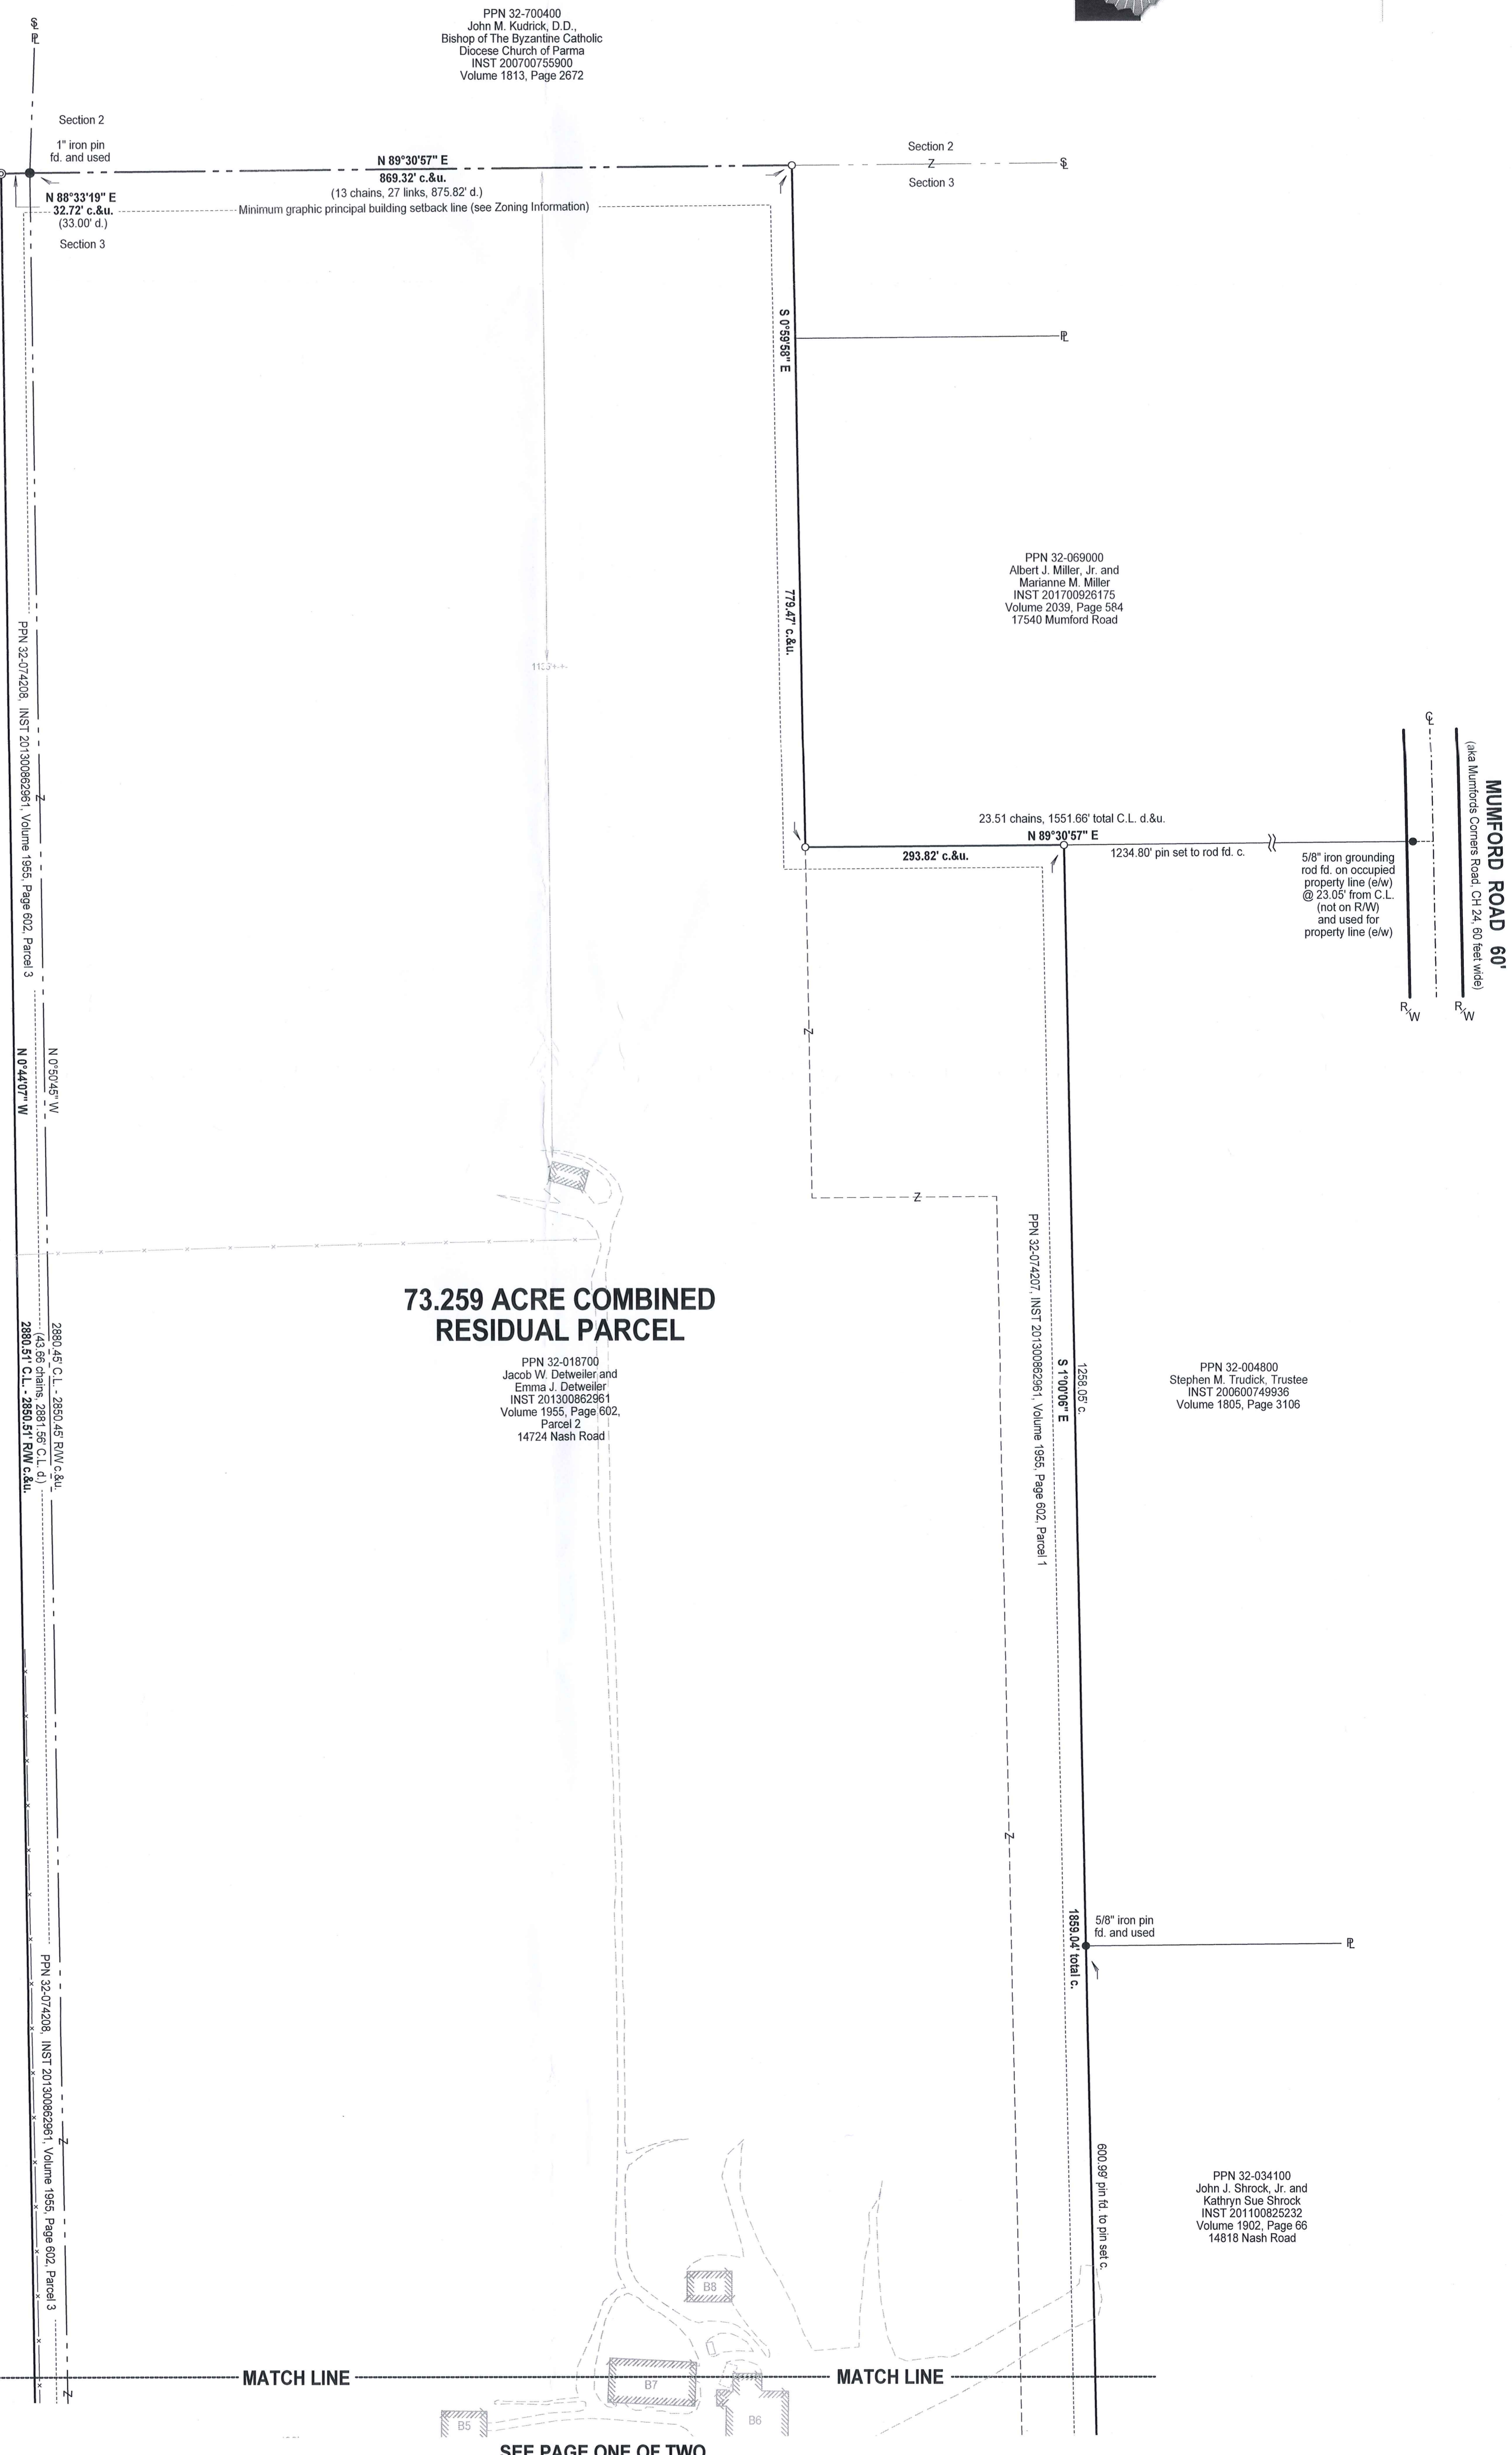 PPN 32-700400
John M. Kudrick, D.D.,
Bishop of The Byzantine Catholic
Diocese Church of Parma
INST 200700755900
Volume 1813, Page 2672
Section 2
1" iron pin
fd. and used
N 88°33'19" E
32.72' c.&u.
(33.00' d.)
Section 3
N 89°30'57" E
869.32' c.&u.
(13 chains, 27 links, 875.82' d.)
Minimum graphic principal building setback line (see Zoning Information)
Section 2
Z
Section 3
S 0°59'58" E
779.47' c.&u.
PPN 32-069000
Albert J. Miller, Jr. and
Marianne M. Miller
INST 201700926175
Volume 2039, Page 584
17540 Mumford Road
MUMFORD ROAD 60'
(aka Mumfords Corners Road, CH 24, 60 feet wide)
R/W
R/W
23.51 chains, 1551.66' total C.L. d.&u.
N 89°30'57" E
293.82' c.&u.
1234.80' pin set to rod fd. c.
5/8" iron grounding
rod fd. on occupied
property line (e/w)
@ 23.05' from C.L.
(not on R/W)
and used for
property line (e/w)
PPN 32-074208, INST 201300862961, Volume 1955, Page 602, Parcel 3
Z
N 0°50'45" W
N 0°44'07" W
2880.45' C.L. - 2850.45' R/W c.&u.
(43.66 chains, 2881.56' C.L. d.)
2880.51' C.L. - 2850.51' R/W c.&u.
Z
Z
73.259 ACRE COMBINED
RESIDUAL PARCEL
PPN 32-018700
Jacob W. Detweiler and
Emma J. Detweiler
INST 201300862961
Volume 1955, Page 602,
Parcel 2
14724 Nash Road
PPN 32-074207, INST 201300862961, Volume 1955, Page 602, Parcel 1
1258.05' c.
S 1°00'06" E
PPN 32-004800
Stephen M. Trudick, Trustee
INST 200600749936
Volume 1805, Page 3106
Z
1859.04' total c.
5/8" iron pin
fd. and used
600.99' pin fd. to pin set c.
PPN 32-034100
John J. Shrock, Jr. and
Kathryn Sue Shrock
INST 201100825232
Volume 1902, Page 66
14818 Nash Road
PPN 32-074208, INST 201300862961, Volume 1955, Page 602, Parcel 3
Z
Z
B8
MATCH LINE
MATCH LINE
B7
B5
B6
SEE PAGE ONE OF TWO